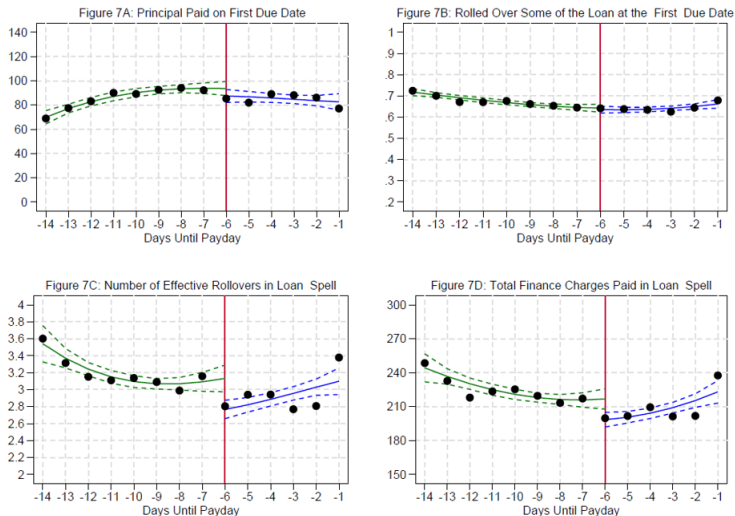 Figure 7A: Principal Paid on First Due Date
140
120
100
80
60
40
20
0
-14 -13 -12 -11 -10 -9 -8 -7 -6 -5 -4 -3 -2 -1
Days Until Payday
Figure 7B: Rolled Over Some of the Loan at the First Due Date
1
.9
.8
.7
.6
.5
.4
.3
.2
-14 -13 -12 -11 -10 -9 -8 -7 -6 -5 -4 -3 -2 -1
Days Until Payday
Figure 7C: Number of Effective Rollovers in Loan Spell
4
3.8
3.6
3.4
3.2
3
2.8
2.6
2.4
2.2
2
-14 -13 -12 -11 -10 -9 -8 -7 -6 -5 -4 -3 -2 -1
Days Until Payday
Figure 7D: Total Finance Charges Paid in Loan Spell
300
270
240
210
180
150
-14 -13 -12 -11 -10 -9 -8 -7 -6 -5 -4 -3 -2 -1
Days Until Payday